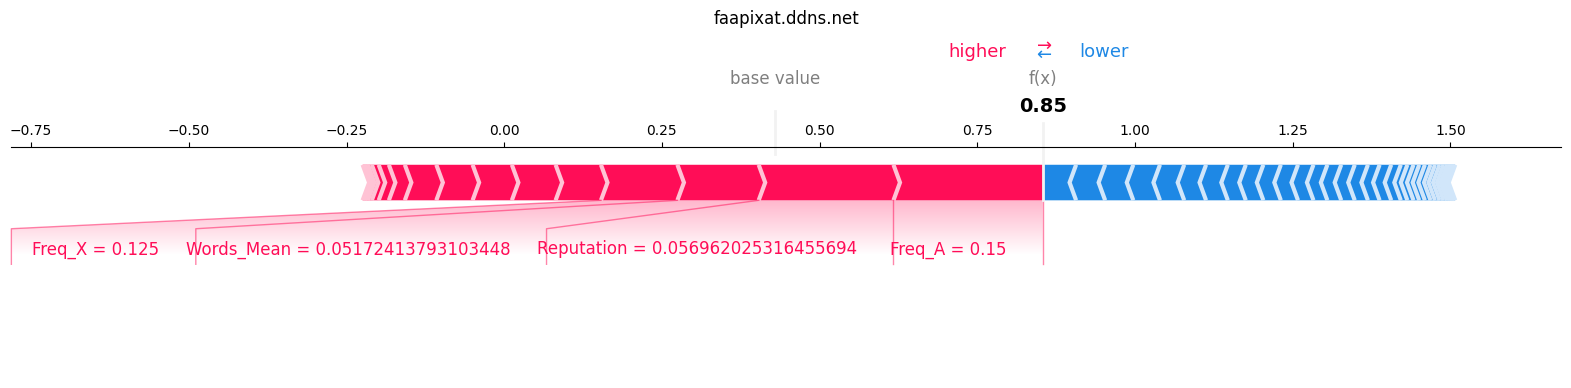 faapixat.ddns.net
higher → ← lower
base value f(x)
0.85
−0.75 −0.50 −0.25 0.00 0.25 0.50 0.75 1.00 1.25 1.50
Freq_X = 0.125 Words_Mean = 0.05172413793103448 Reputation = 0.056962025316455694 Freq_A = 0.15